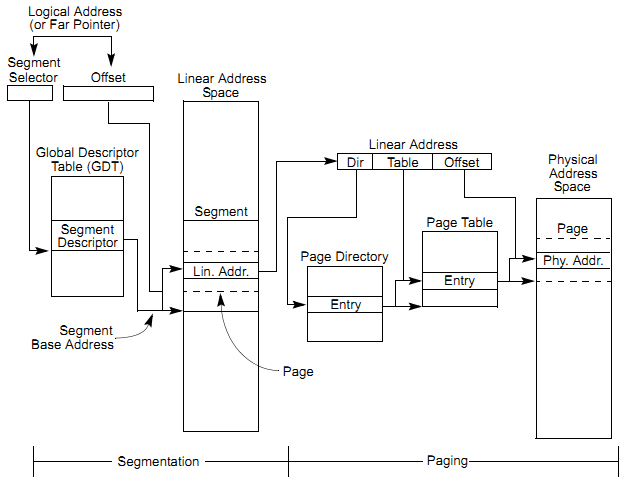 Logical Address
(or Far Pointer)
Segment
Selector
Offset
Linear Address
Space
Global Descriptor
Table (GDT)
Segment
Descriptor
Segment
Lin. Addr.
Segment
Base Address
Page
Linear Address
Dir
Table
Offset
Page Directory
Entry
Page Table
Entry
Physical
Address
Space
Page
Phy. Addr.
Segmentation
Paging